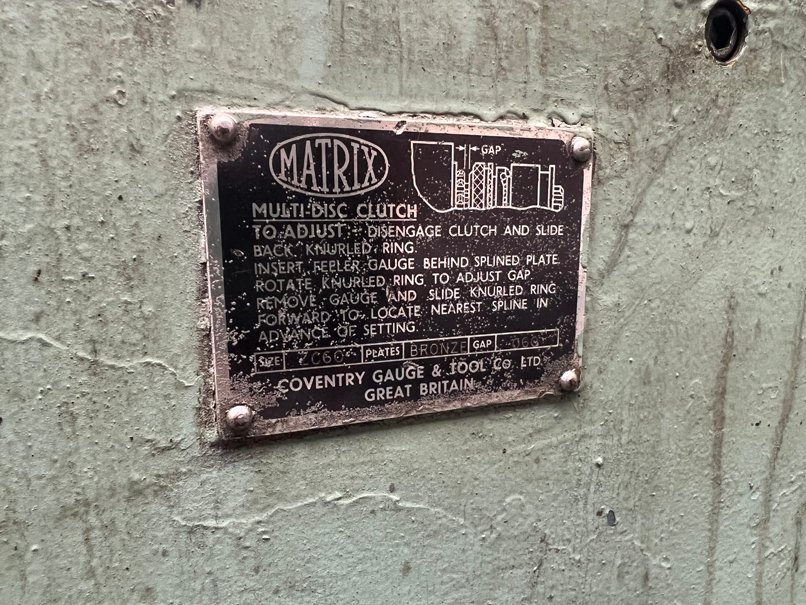 MATRIX
GAP
MULTI-DISC CLUTCH
TO ADJUST:- DISENGAGE CLUTCH AND SLIDE
BACK KNURLED RING.
INSERT FEELER GAUGE BEHIND SPLINED PLATE.
ROTATE KNURLED RING TO ADJUST GAP.
REMOVE GAUGE AND SLIDE KNURLED RING
FORWARD TO LOCATE NEAREST SPLINE IN
ADVANCE OF SETTING.
SIZE PLATES BRONZE GAP
COVENTRY GAUGE & TOOL CO. LTD.
GREAT BRITAIN